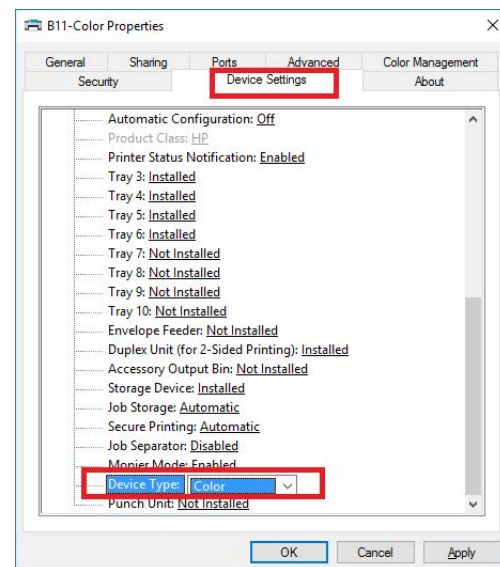 B11-Color Properties
General Sharing Ports Advanced Color Management
Security Device Settings About
Automatic Configuration: Off
Product Class: HP
Printer Status Notification: Enabled
Tray 3: Installed
Tray 4: Installed
Tray 5: Installed
Tray 6: Installed
Tray 7: Not Installed
Tray 8: Not Installed
Tray 9: Not Installed
Tray 10: Not Installed
Envelope Feeder: Not Installed
Duplex Unit (for 2-Sided Printing): Installed
Accessory Output Bin: Not Installed
Storage Device: Installed
Job Storage: Automatic
Secure Printing: Automatic
Job Separator: Disabled
Mopier Mode: Enabled
Device Type: Color
Punch Unit: Not Installed
OK Cancel Apply